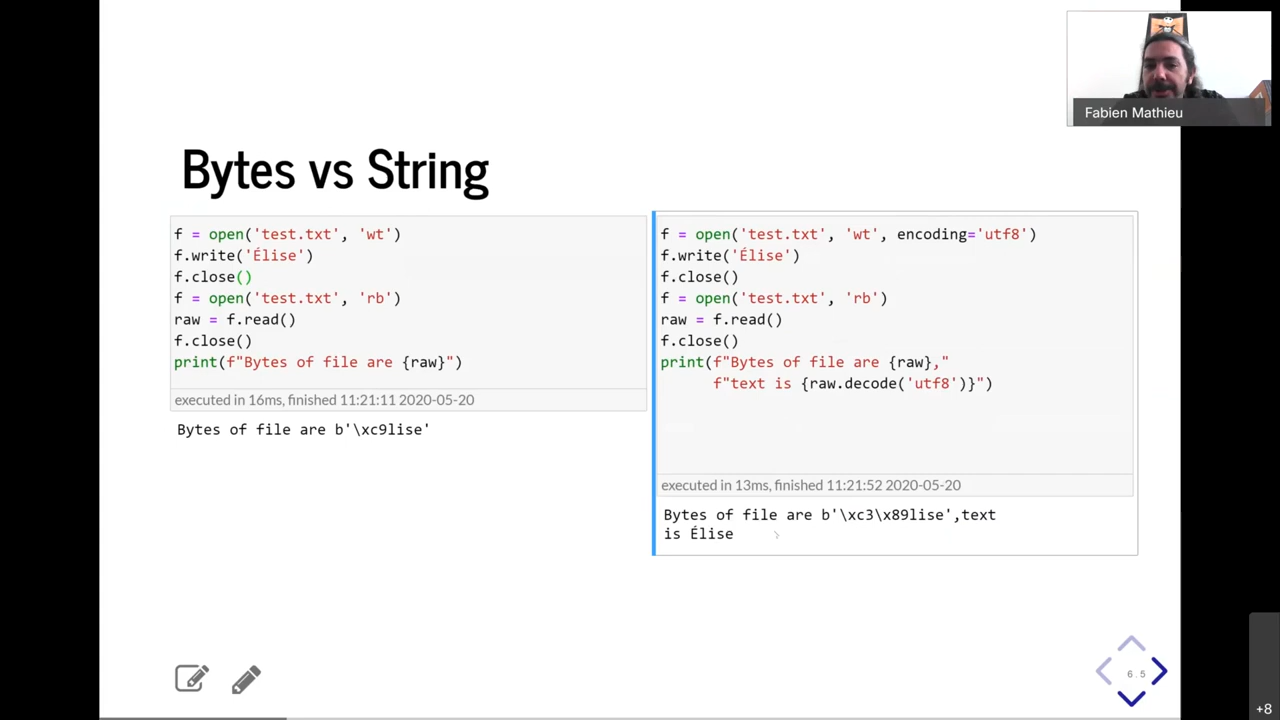 Fabien Mathieu
Bytes vs String
f = open('test.txt', 'wt')
f.write('Élise')
f.close()
f = open('test.txt', 'rb')
raw = f.read()
f.close()
print(f"Bytes of file are {raw}")
executed in 16ms, finished 11:21:11 2020-05-20
Bytes of file are b'\xc9lise'
f = open('test.txt', 'wt', encoding='utf8')
f.write('Élise')
f.close()
f = open('test.txt', 'rb')
raw = f.read()
f.close()
print(f"Bytes of file are {raw},"
f"text is {raw.decode('utf8')}")
executed in 13ms, finished 11:21:52 2020-05-20
Bytes of file are b'\xc3\x89lise',text
is Élise
6.5
+8